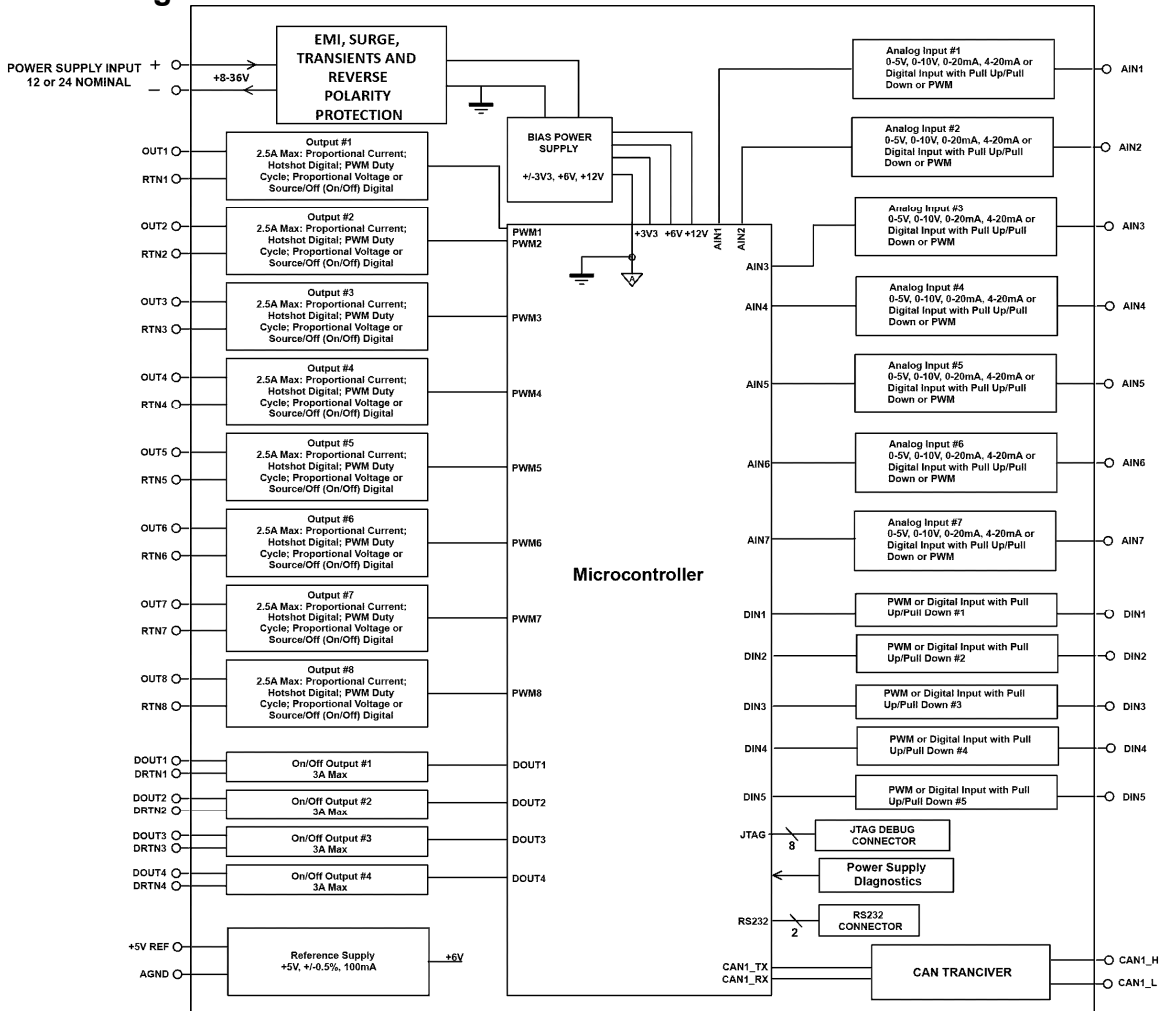 POWER SUPPLY INPUT
12 or 24 NOMINAL
+
−
+8-36V
EMI, SURGE,
TRANSIENTS AND
REVERSE
POLARITY
PROTECTION
BIAS POWER
SUPPLY
+/-3V3, +6V, +12V
OUT1
RTN1
Output #1
2.5A Max: Proportional Current;
Hotshot Digital; PWM Duty
Cycle; Proportional Voltage or
Source/Off (On/Off) Digital
OUT2
RTN2
Output #2
2.5A Max: Proportional Current;
Hotshot Digital; PWM Duty
Cycle; Proportional Voltage or
Source/Off (On/Off) Digital
OUT3
RTN3
Output #3
2.5A Max: Proportional Current;
Hotshot Digital; PWM Duty
Cycle; Proportional Voltage or
Source/Off (On/Off) Digital
OUT4
RTN4
Output #4
2.5A Max: Proportional Current;
Hotshot Digital; PWM Duty
Cycle; Proportional Voltage or
Source/Off (On/Off) Digital
OUT5
RTN5
Output #5
2.5A Max: Proportional Current;
Hotshot Digital; PWM Duty
Cycle; Proportional Voltage or
Source/Off (On/Off) Digital
OUT6
RTN6
Output #6
2.5A Max: Proportional Current;
Hotshot Digital; PWM Duty
Cycle; Proportional Voltage or
Source/Off (On/Off) Digital
OUT7
RTN7
Output #7
2.5A Max: Proportional Current;
Hotshot Digital; PWM Duty
Cycle; Proportional Voltage or
Source/Off (On/Off) Digital
OUT8
RTN8
Output #8
2.5A Max: Proportional Current;
Hotshot Digital; PWM Duty
Cycle; Proportional Voltage or
Source/Off (On/Off) Digital
DOUT1
DRTN1
On/Off Output #1
3A Max
DOUT2
DRTN2
On/Off Output #2
3A Max
DOUT3
DRTN3
On/Off Output #3
3A Max
DOUT4
DRTN4
On/Off Output #4
3A Max
+5V REF
AGND
Reference Supply
+5V, +/-0.5%, 100mA
+6V
PWM1
PWM2
PWM3
PWM4
PWM5
PWM6
PWM7
PWM8
DOUT1
DOUT2
DOUT3
DOUT4
+3V3 +6V +12V
AIN1
AIN2
A
Microcontroller
AIN3
AIN4
AIN5
AIN6
AIN7
DIN1
DIN2
DIN3
DIN4
DIN5
JTAG
RS232
CAN1_TX
CAN1_RX
Analog Input #1
0-5V, 0-10V, 0-20mA, 4-20mA or
Digital Input with Pull Up/Pull
Down or PWM
AIN1
Analog Input #2
0-5V, 0-10V, 0-20mA, 4-20mA or
Digital Input with Pull Up/Pull
Down or PWM
AIN2
Analog Input #3
0-5V, 0-10V, 0-20mA, 4-20mA or
Digital Input with Pull Up/Pull
Down or PWM
AIN3
Analog Input #4
0-5V, 0-10V, 0-20mA, 4-20mA or
Digital Input with Pull Up/Pull
Down or PWM
AIN4
Analog Input #5
0-5V, 0-10V, 0-20mA, 4-20mA or
Digital Input with Pull Up/Pull
Down or PWM
AIN5
Analog Input #6
0-5V, 0-10V, 0-20mA, 4-20mA or
Digital Input with Pull Up/Pull
Down or PWM
AIN6
Analog Input #7
0-5V, 0-10V, 0-20mA, 4-20mA or
Digital Input with Pull Up/Pull
Down or PWM
AIN7
PWM or Digital Input with Pull
Up/Pull Down #1
DIN1
PWM or Digital Input with Pull
Up/Pull Down #2
DIN2
PWM or Digital Input with Pull
Up/Pull Down #3
DIN3
PWM or Digital Input with Pull
Up/Pull Down #4
DIN4
PWM or Digital Input with Pull
Up/Pull Down #5
DIN5
8
JTAG DEBUG
CONNECTOR
Power Supply
DIagnostics
2
RS232
CONNECTOR
CAN TRANCIVER
CAN1_H
CAN1_L